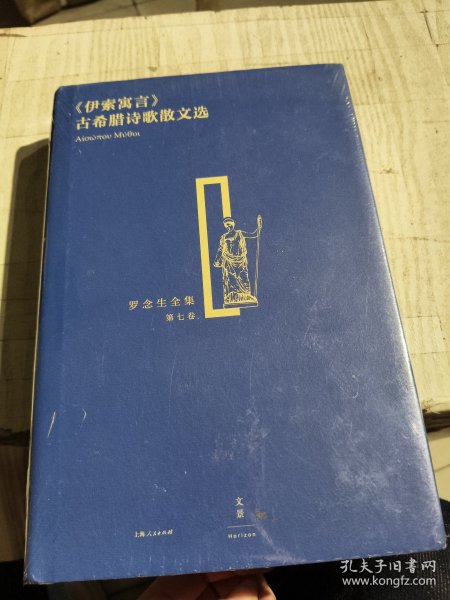 《伊索寓言》
古希腊诗歌散文选
Αἰσώπου Μῦθοι
罗念生全集
第七卷
文
景
Horizon
上海人民出版社
孔夫子旧书网
www.kongfz.com